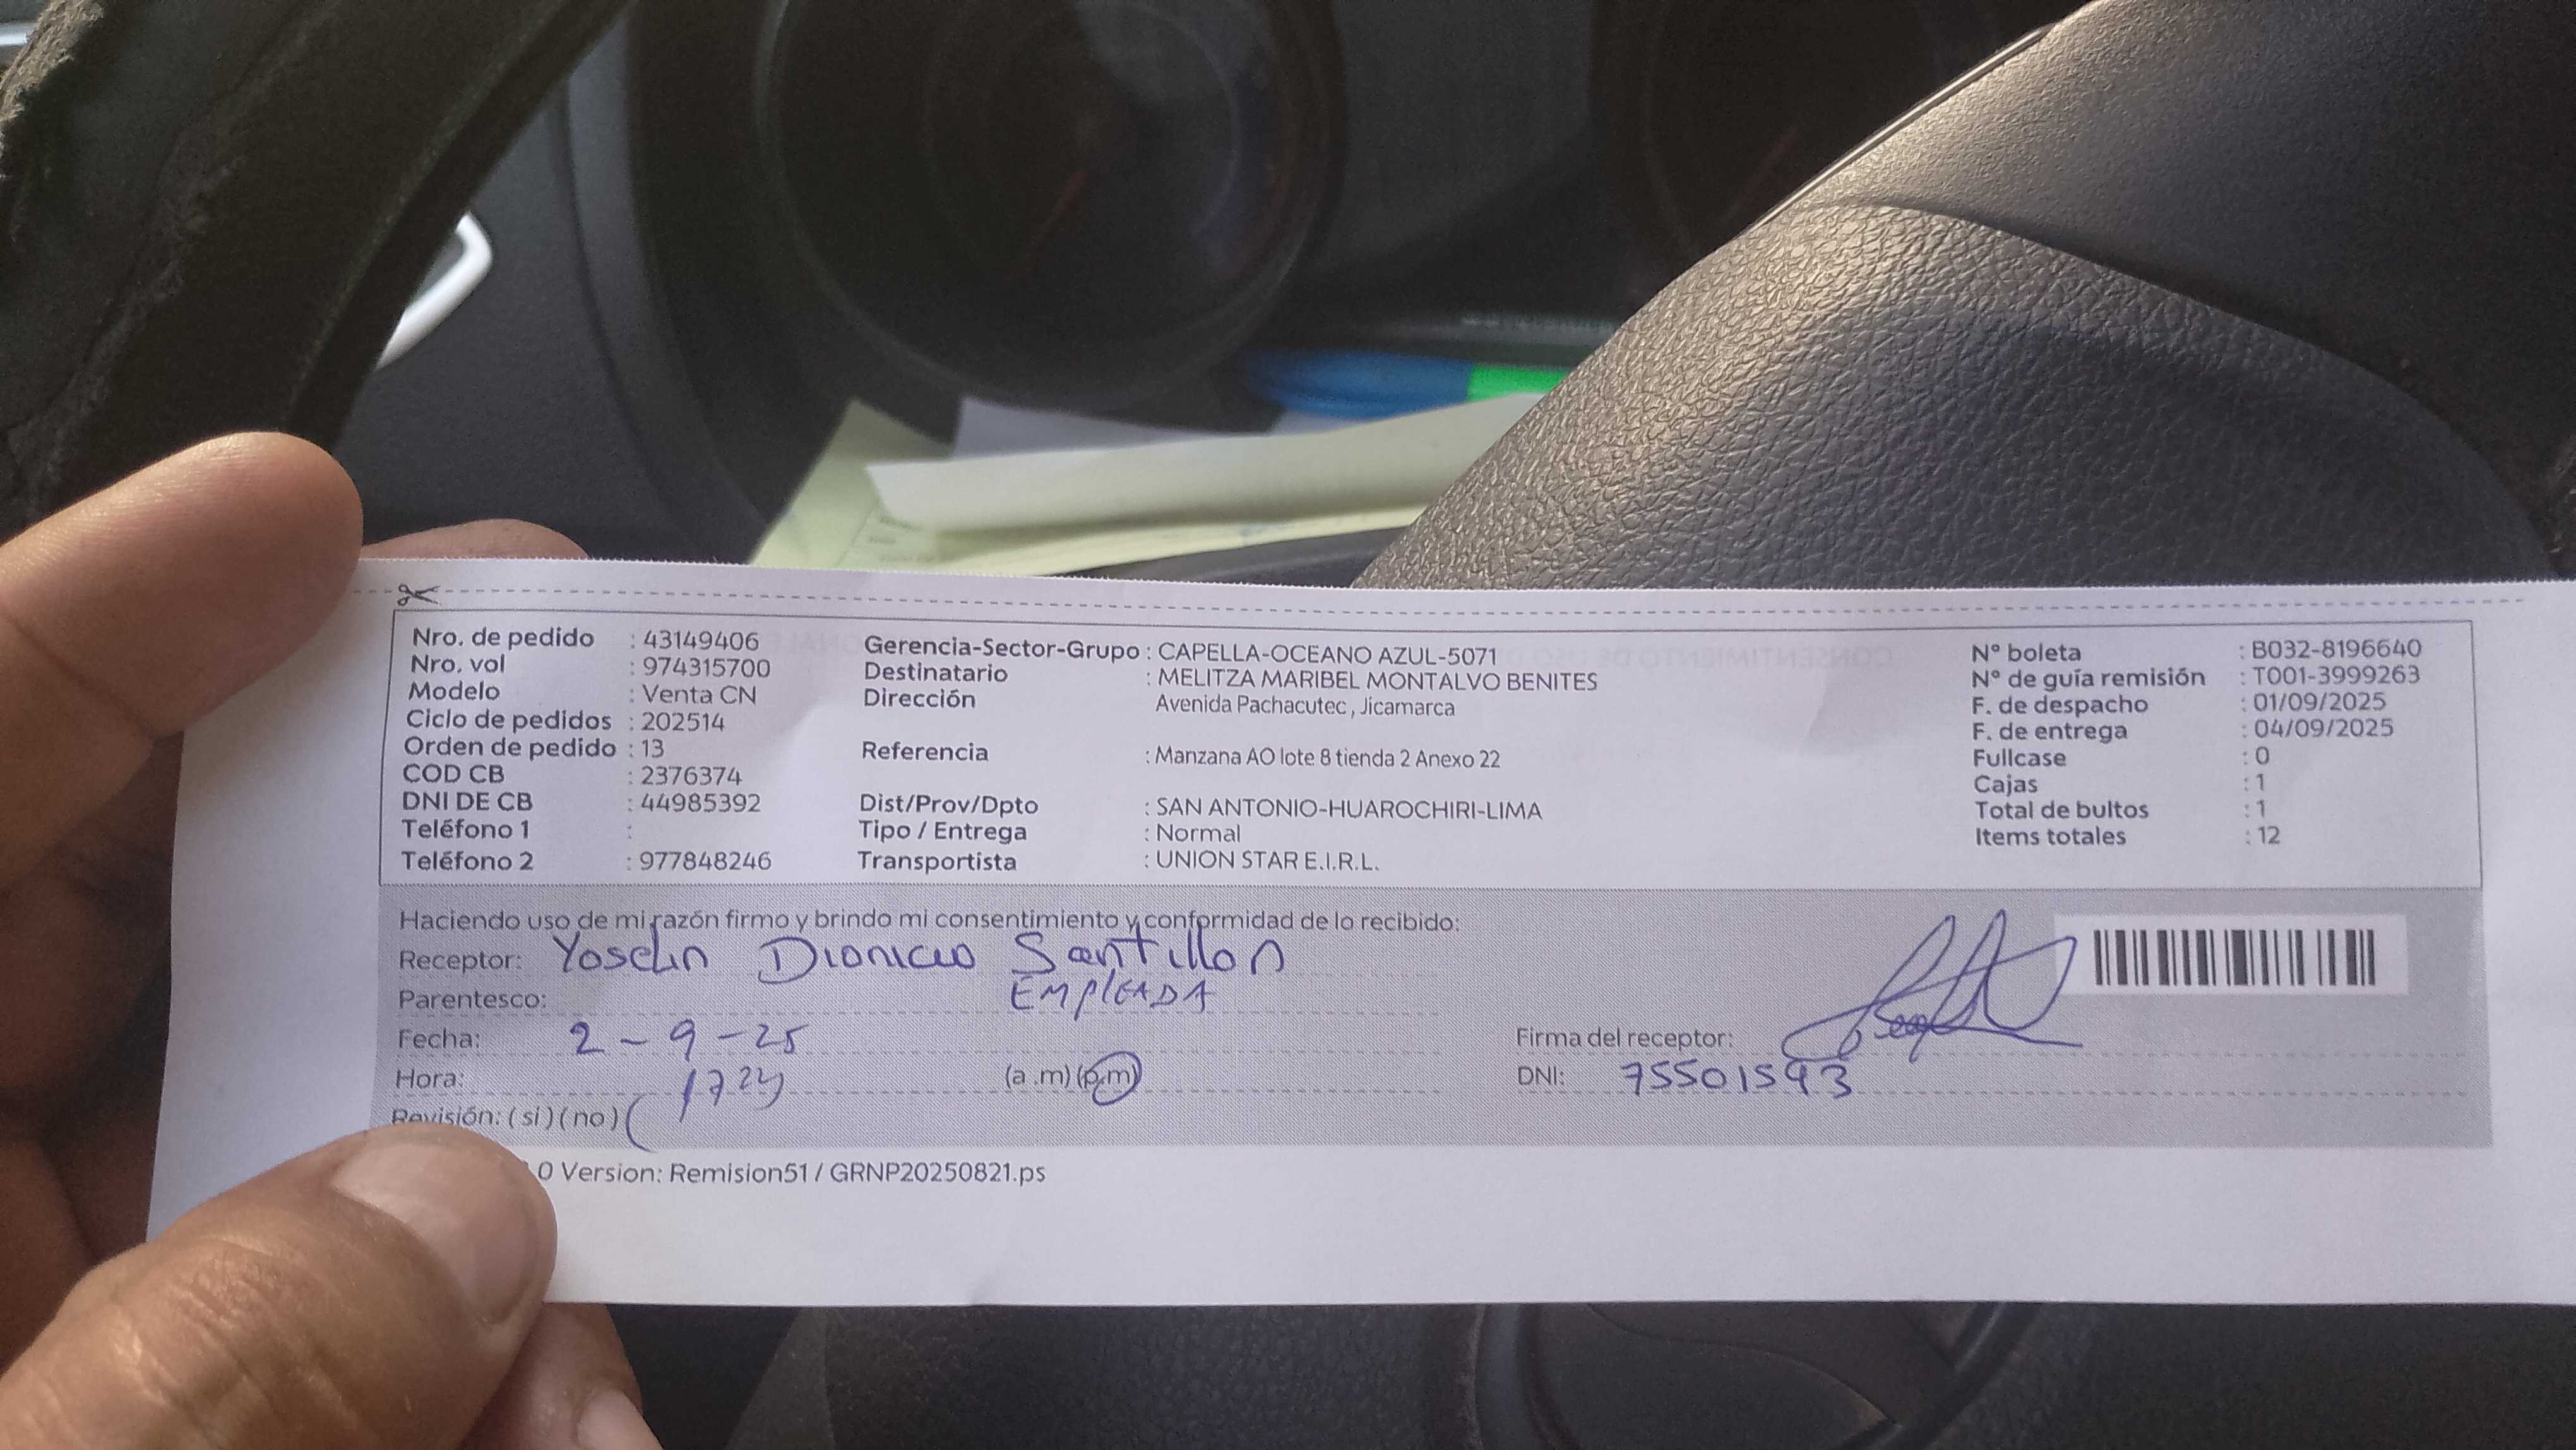 Nro. de pedido : 43149406
Nro. vol : 974315700
Modelo : Venta CN
Ciclo de pedidos : 202514
Orden de pedido : 13
COD CB : 2376374
DNI DE CB : 44985392
Teléfono 1 :
Teléfono 2 : 977848246
Gerencia-Sector-Grupo : CAPELLA-OCEANO AZUL-5071
Destinatario : MELITZA MARIBEL MONTALVO BENITES
Dirección Avenida Pachacutec, Jicamarca
Referencia : Manzana AO lote 8 tienda 2 Anexo 22
Dist/Prov/Dpto : SAN ANTONIO-HUAROCHIRI-LIMA
Tipo / Entrega : Normal
Transportista : UNION STAR E.I.R.L.
N° boleta : B032-8196640
N° de guía remisión : T001-3999263
F. de despacho : 01/09/2025
F. de entrega : 04/09/2025
Fullcase : 0
Cajas : 1
Total de bultos : 1
Items totales : 12
Haciendo uso de mi razón firmo y brindo mi consentimiento y conformidad de lo recibido:
Receptor: Yoselin Dionicio Santillon
Parentesco: EMPLEADA
Fecha: 2-9-25
Hora: (a.m) (p.m)
Revisión: (si) (no)
Firma del receptor:
DNI: 75501593
0 Version: Remision51 / GRNP20250821.ps